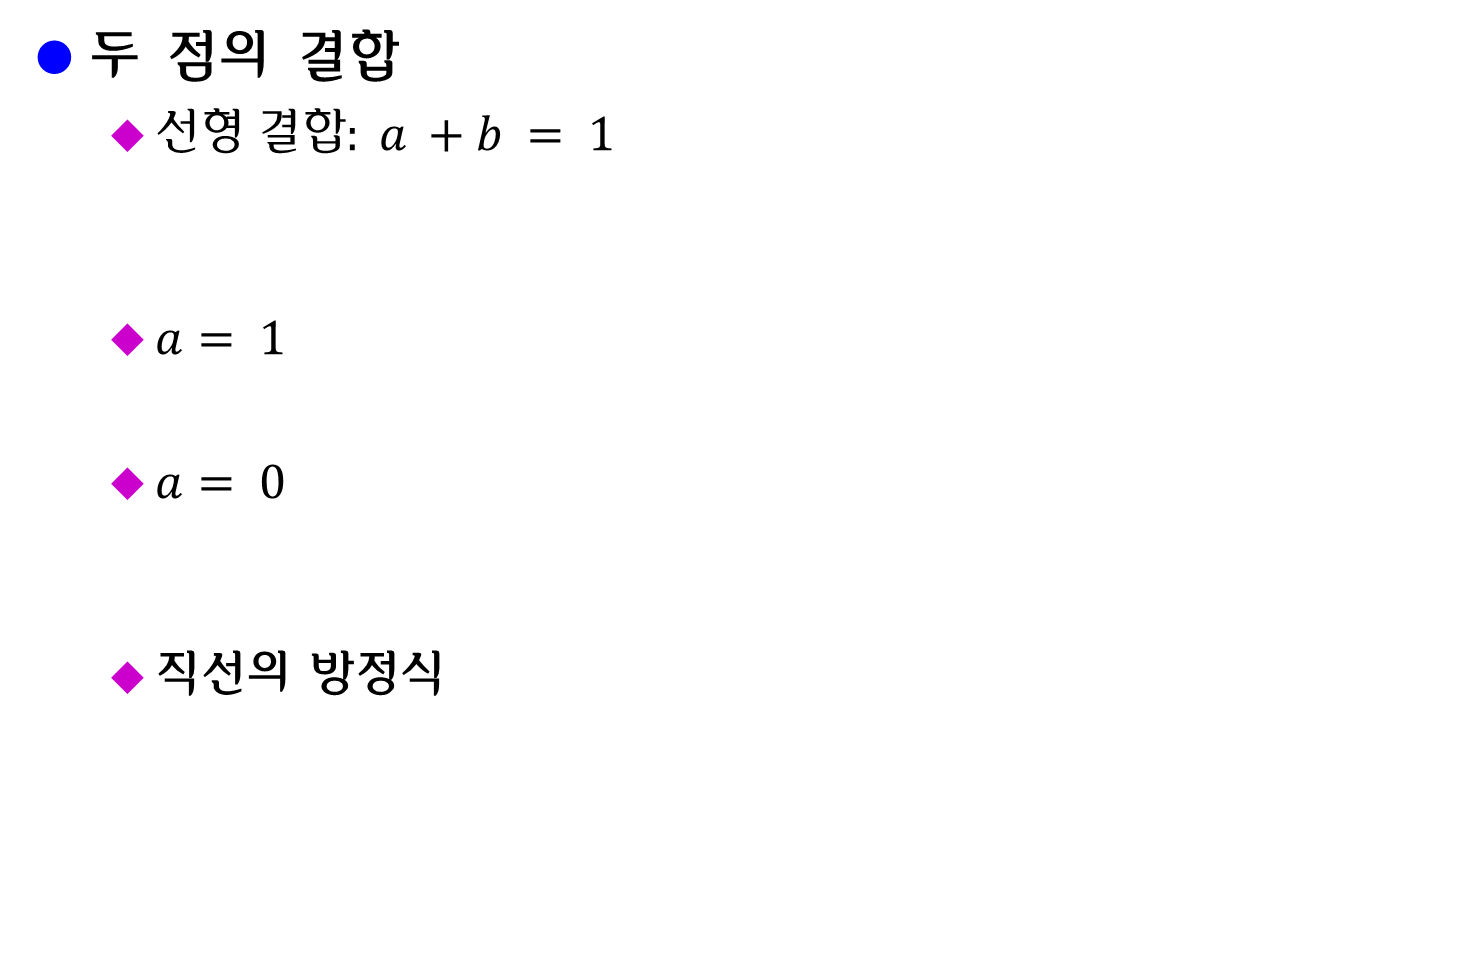 두 점의 결합
선형 결합: a + b = 1
a = 1
a = 0
직선의 방정식